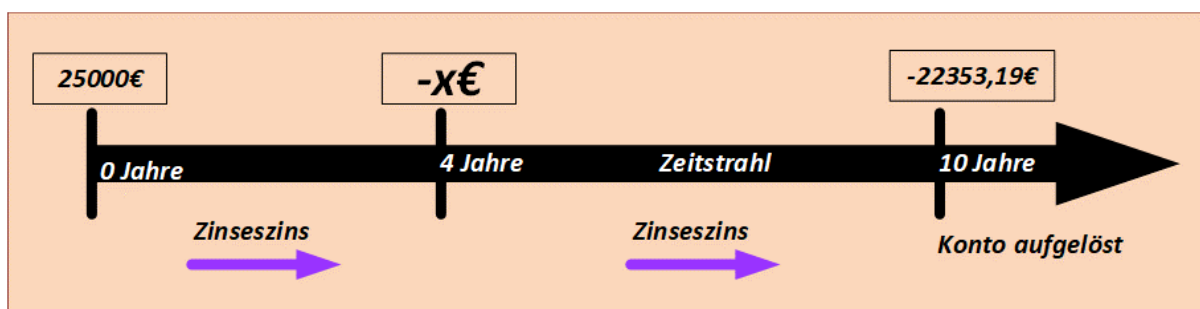 25000€
-x€
-22353,19€
0 Jahre
4 Jahre
Zeitstrahl
10 Jahre
Zinseszins
Zinseszins
Konto aufgelöst